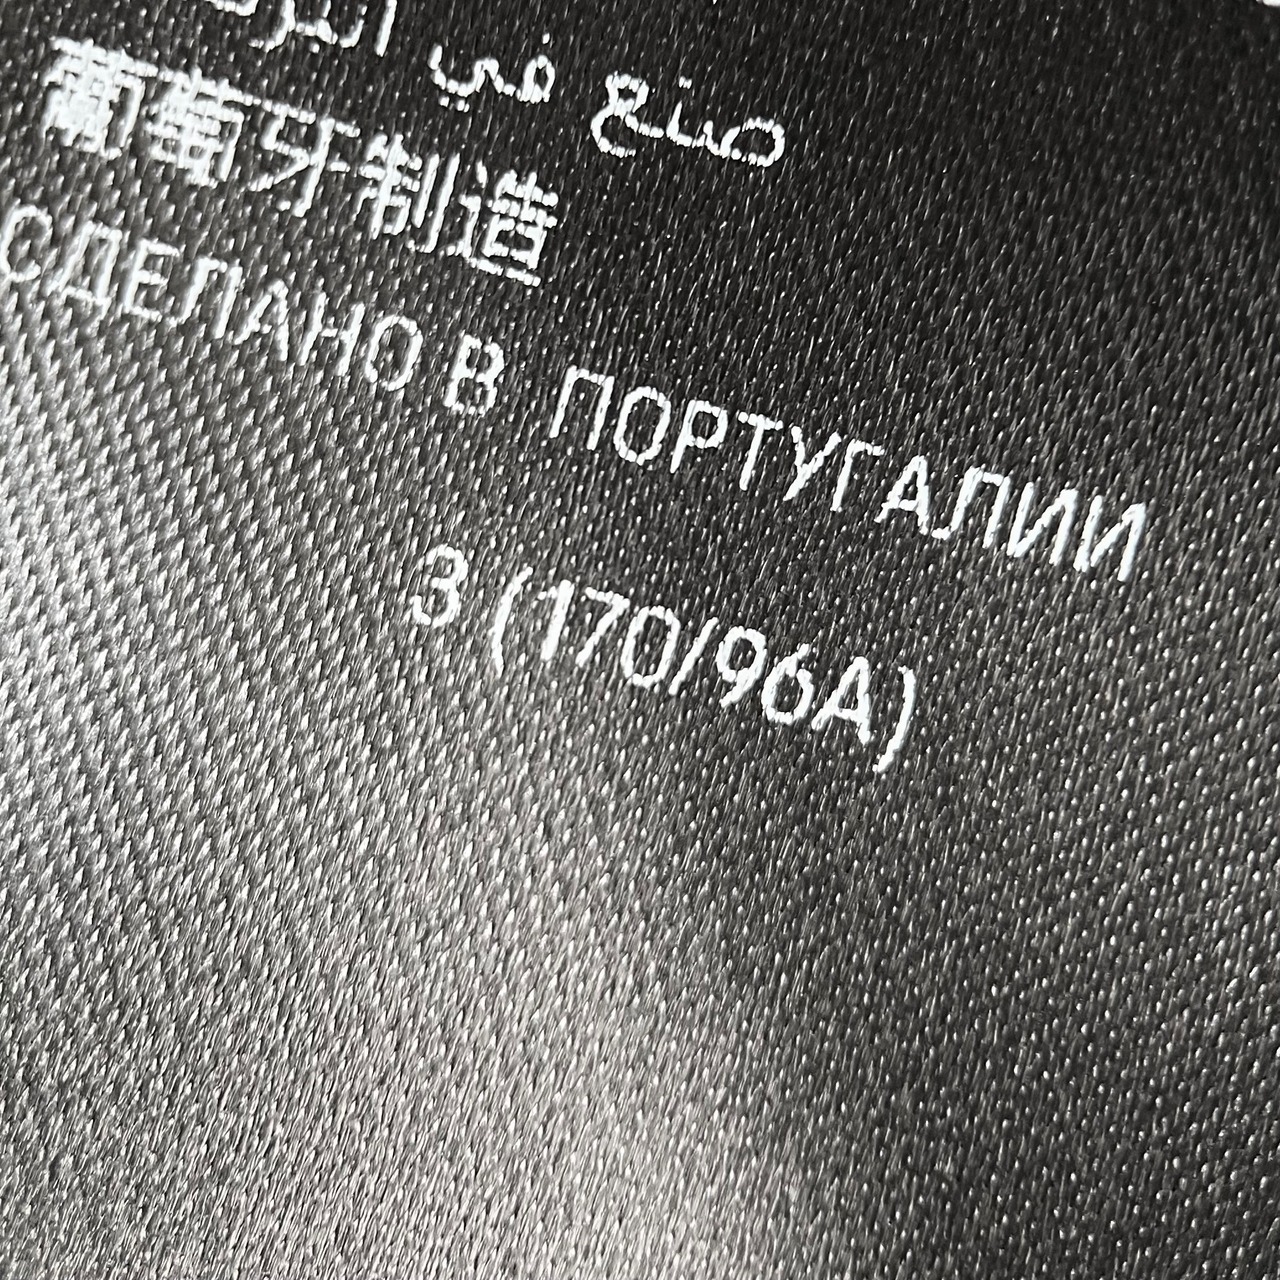 صنع في
葡萄牙制造
СДЕЛАНО В ПОРТУГАЛИИ
3 (170/96A)